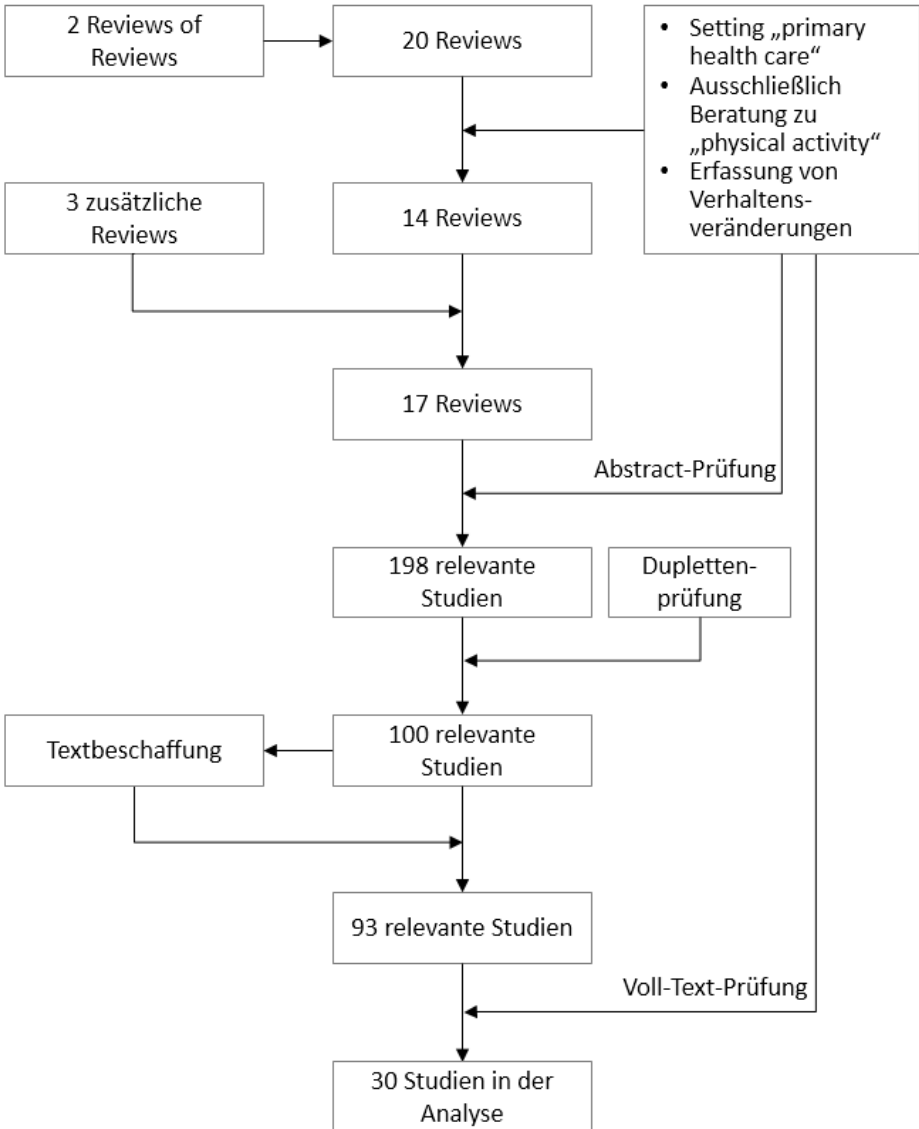 2 Reviews of
Reviews
20 Reviews
• Setting „primary
health care“
• Ausschließlich
Beratung zu
„physical activity“
• Erfassung von
Verhaltens-
veränderungen
3 zusätzliche
Reviews
14 Reviews
17 Reviews
Abstract-Prüfung
198 relevante
Studien
Dupletten-
prüfung
Textbeschaffung
100 relevante
Studien
93 relevante Studien
Voll-Text-Prüfung
30 Studien in der
Analyse